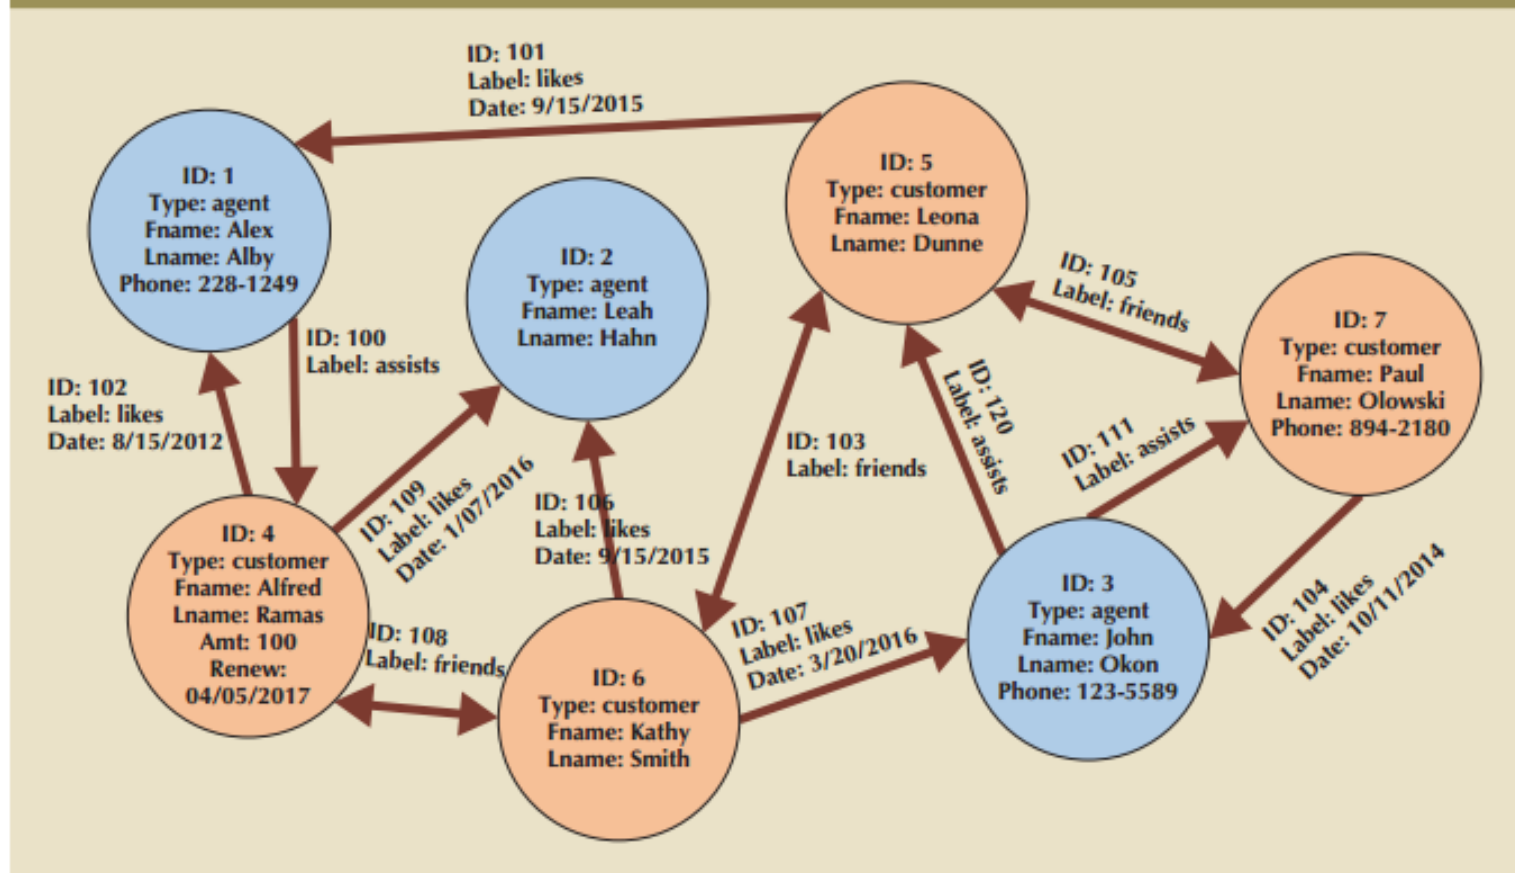 ID: 101
Label: likes
Date: 9/15/2015
ID: 1
Type: agent
Fname: Alex
Lname: Alby
Phone: 228-1249
ID: 2
Type: agent
Fname: Leah
Lname: Hahn
ID: 5
Type: customer
Fname: Leona
Lname: Dunne
ID: 105
Label: friends
ID: 7
Type: customer
Fname: Paul
Lname: Olowski
Phone: 894-2180
ID: 100
Label: assists
ID: 102
Label: likes
Date: 8/15/2012
ID: 109
Label: likes
Date: 1/07/2016
ID: 106
Label: likes
Date: 9/15/2015
ID: 103
Label: friends
ID: 120
Label: assists
ID: 111
Label: assists
ID: 4
Type: customer
Fname: Alfred
Lname: Ramas
Amt: 100
Renew:
04/05/2017
ID: 108
Label: friends
ID: 6
Type: customer
Fname: Kathy
Lname: Smith
ID: 107
Label: likes
Date: 3/20/2016
ID: 3
Type: agent
Fname: John
Lname: Okon
Phone: 123-5589
ID: 104
Label: likes
Date: 10/11/2014